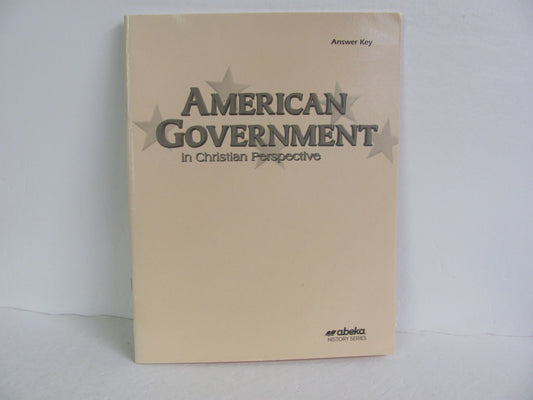 Answer Key
AMERICAN
GOVERNMENT
in Christian Perspective
abeka
HISTORY SERIES